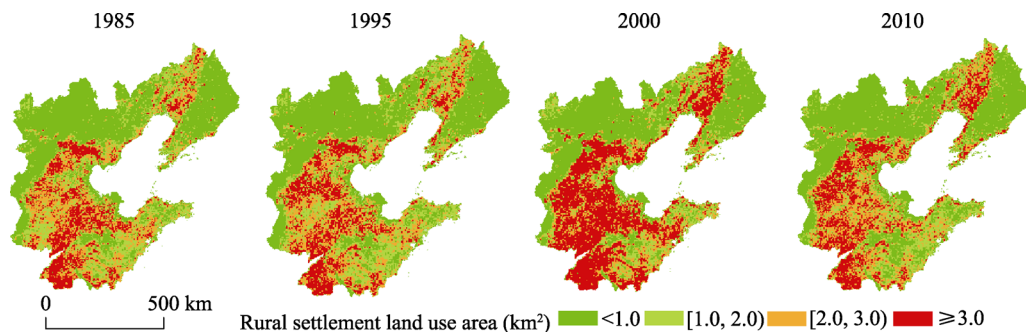 1985 1995 2000 2010
0 500 km
Rural settlement land use area (km²) <1.0 [1.0, 2.0) [2.0, 3.0) ≥3.0